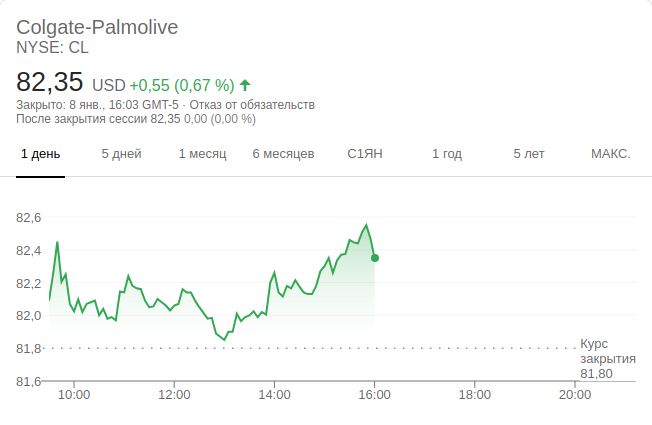 Colgate-Palmolive
NYSE: CL
82,35 USD +0,55 (0,67 %)
Закрыто: 8 янв., 16:03 GMT-5 · Отказ от обязательств
После закрытия сессии 82,35 0,00 (0,00 %)
1 день 5 дней 1 месяц 6 месяцев С1ЯН 1 год 5 лет МАКС.
82,6
82,4
82,2
82,0
81,8
81,6
Курс
закрытия
81,80
10:00 12:00 14:00 16:00 18:00 20:00